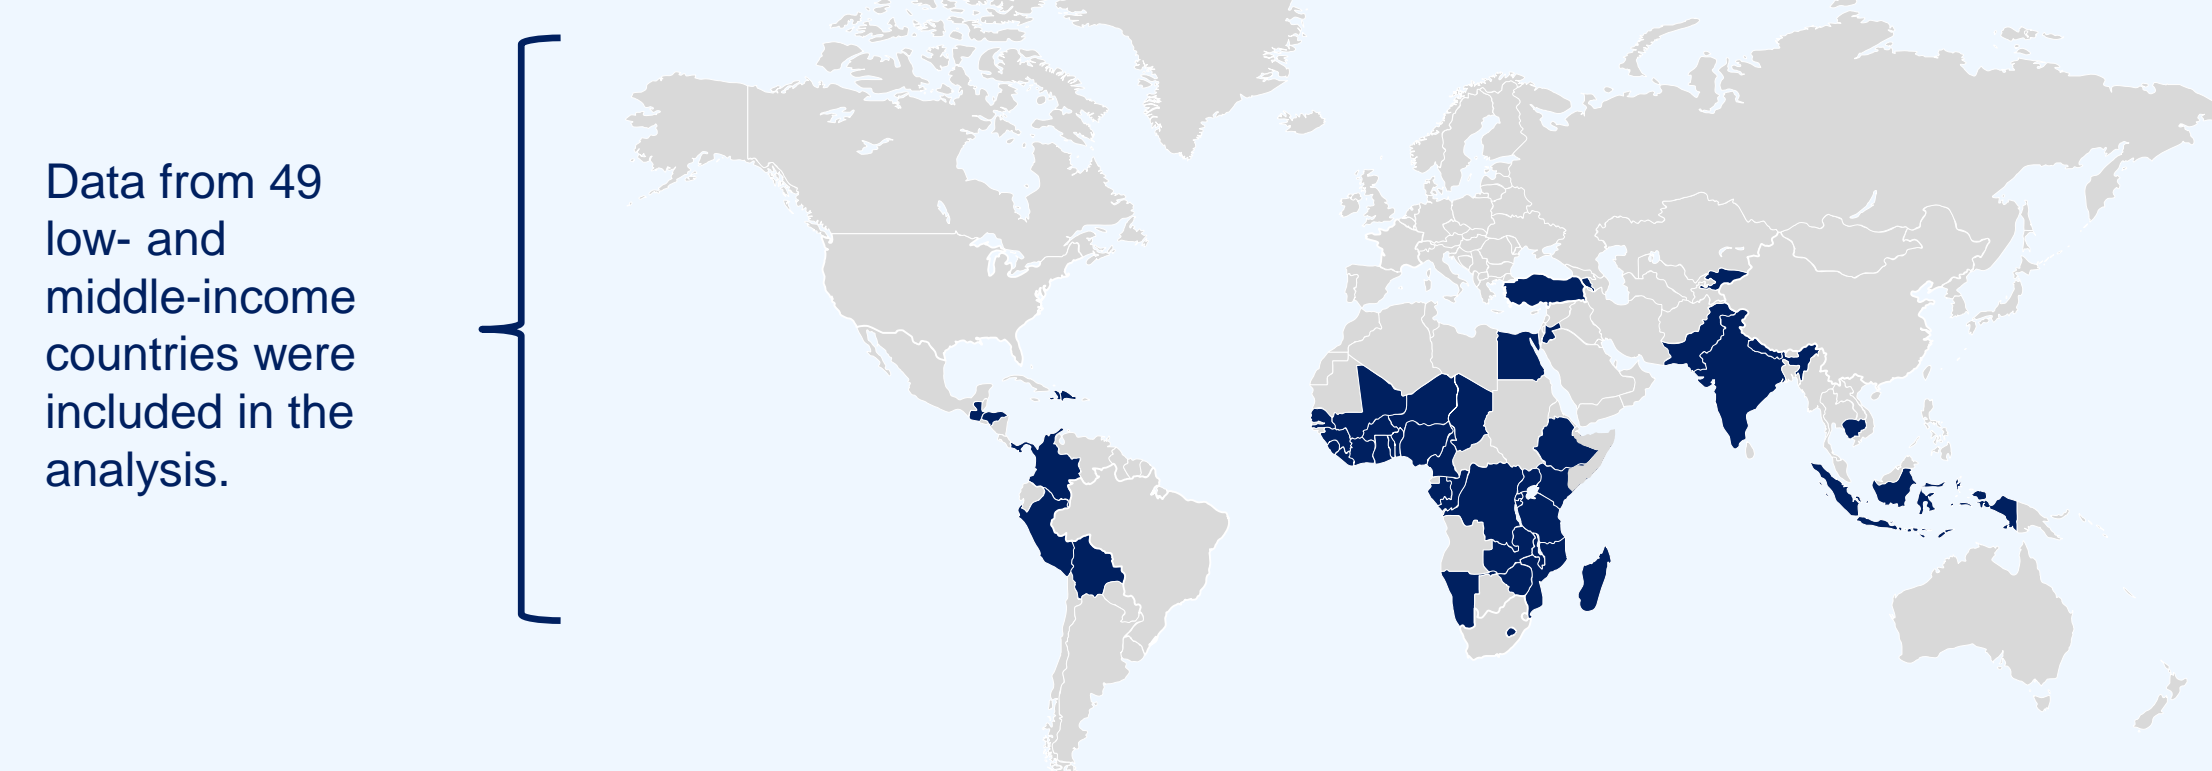 Data from 49
low- and
middle-income
countries were
included in the
analysis.